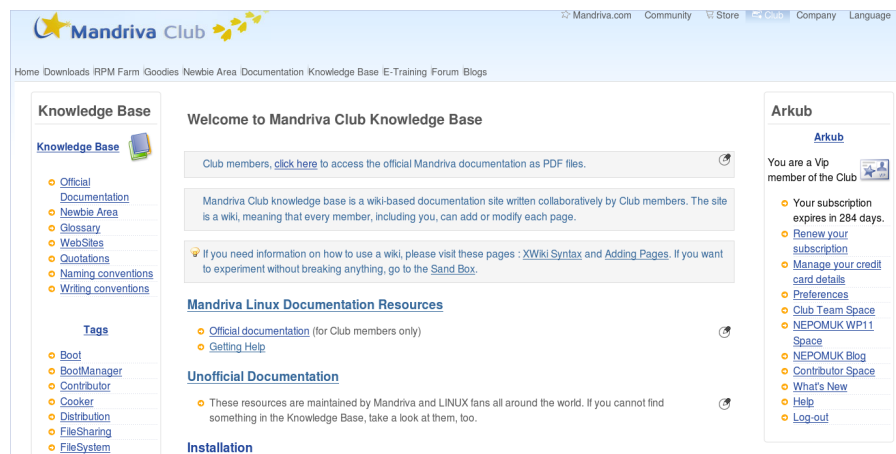 Mandriva Club
Mandriva.com Community Store Club Company Language
Home Downloads RPM Farm Goodies Newbie Area Documentation Knowledge Base E-Training Forum Blogs
Knowledge Base
Knowledge Base
Official
Documentation
Newbie Area
Glossary
WebSites
Quotations
Naming conventions
Writing conventions
Tags
Boot
BootManager
Contributor
Cooker
Distribution
FileSharing
FileSystem
Welcome to Mandriva Club Knowledge Base
Club members, click here to access the official Mandriva documentation as PDF files.
Mandriva Club knowledge base is a wiki-based documentation site written collaboratively by Club members. The site
is a wiki, meaning that every member, including you, can add or modify each page.
If you need information on how to use a wiki, please visit these pages : XWiki Syntax and Adding Pages. If you want
to experiment without breaking anything, go to the Sand Box.
Mandriva Linux Documentation Resources
Official documentation (for Club members only)
Getting Help
Unofficial Documentation
These resources are maintained by Mandriva and LINUX fans all around the world. If you cannot find
something in the Knowledge Base, take a look at them, too.
Installation
Arkub
Arkub
You are a Vip
member of the Club
Your subscription
expires in 284 days.
Renew your
subscription
Manage your credit
card details
Preferences
Club Team Space
NEPOMUK WP11
Space
NEPOMUK Blog
Contributor Space
What's New
Help
Log-out